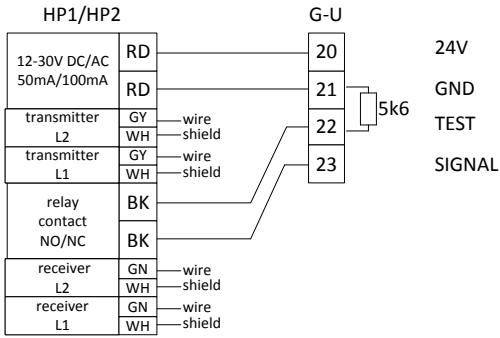 HP1/HP2
G-U
12-30V DC/AC
50mA/100mA
RD
20
24V
RD
21
GND
5k6
transmitter
L2
GY
wire
WH
shield
22
TEST
transmitter
L1
GY
wire
WH
shield
23
SIGNAL
relay
contact
NO/NC
BK
BK
receiver
L2
GN
wire
WH
shield
receiver
L1
GN
wire
WH
shield